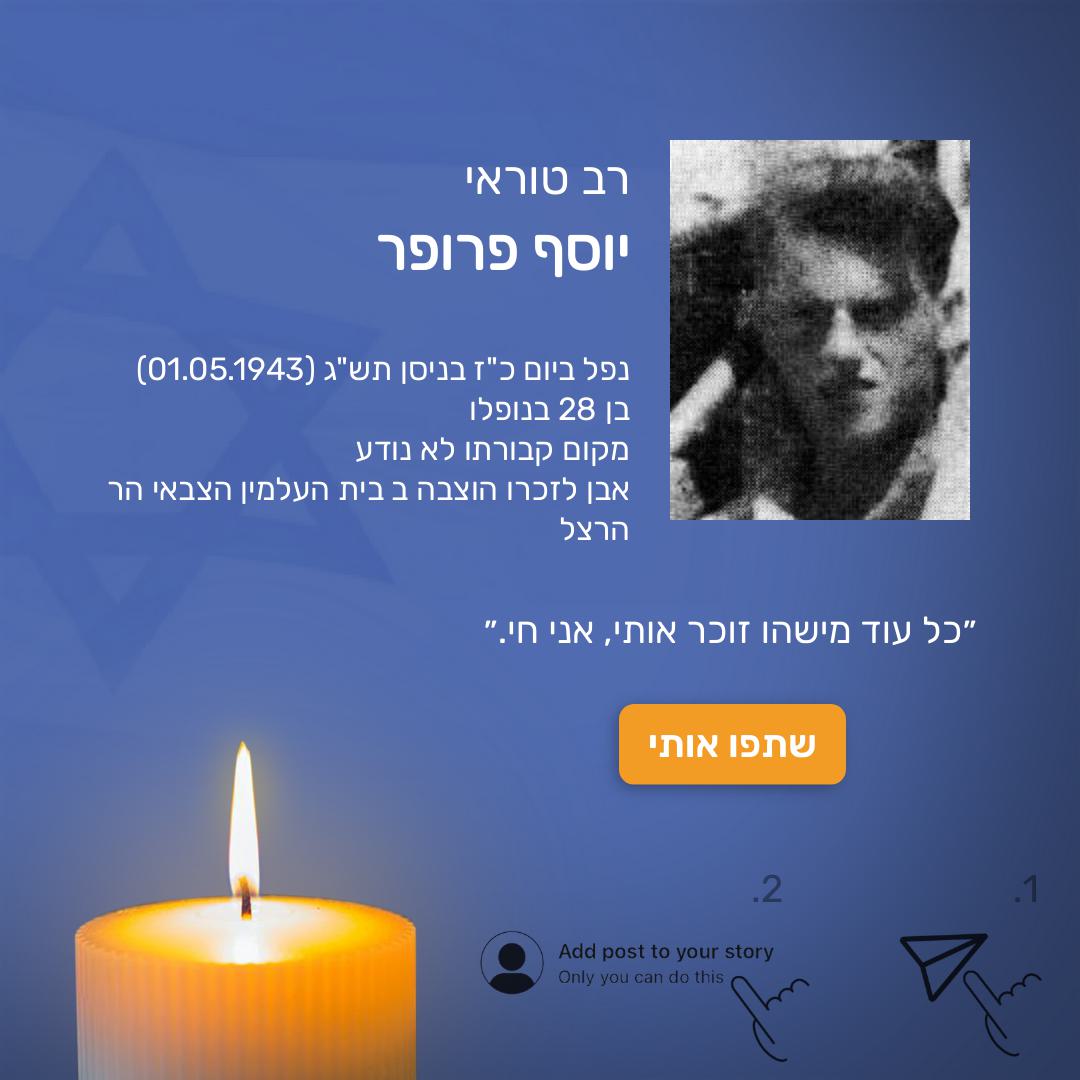 רב טוראי
יוסף פרופר
נפל ביום כ"ז בניסן תש"ג (01.05.1943)
בן 28 בנופלו
מקום קבורתו לא נודע
אבן לזכרו הוצבה ב בית העלמין הצבאי הר
הרצל
״כל עוד מישהו זוכר אותי, אני חי.״
שתפו אותי
1.
2.
Add post to your story
Only you can do this